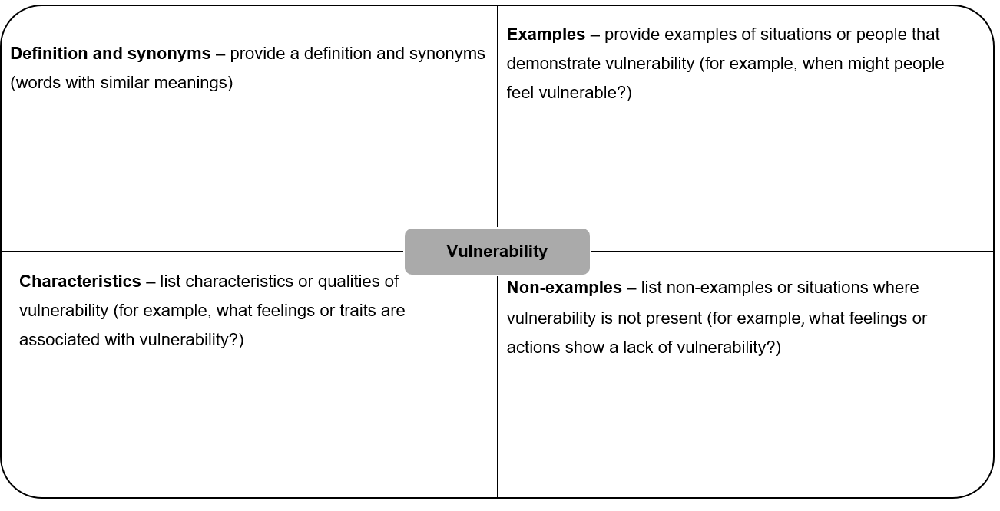 Definition and synonyms – provide a definition and synonyms
(words with similar meanings)
Examples – provide examples of situations or people that
demonstrate vulnerability (for example, when might people
feel vulnerable?)
Vulnerability
Characteristics – list characteristics or qualities of
vulnerability (for example, what feelings or traits are
associated with vulnerability?)
Non-examples – list non-examples or situations where
vulnerability is not present (for example, what feelings or
actions show a lack of vulnerability?)